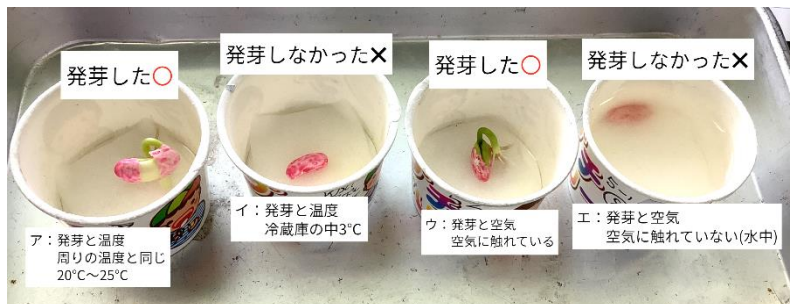 発芽した〇
発芽しなかった×
発芽した〇
発芽しなかった×
ア：発芽と温度
周りの温度と同じ
20℃～25℃
イ：発芽と温度
冷蔵庫の中3℃
ウ：発芽と空気
空気に触れている
エ：発芽と空気
空気に触れていない(水中)